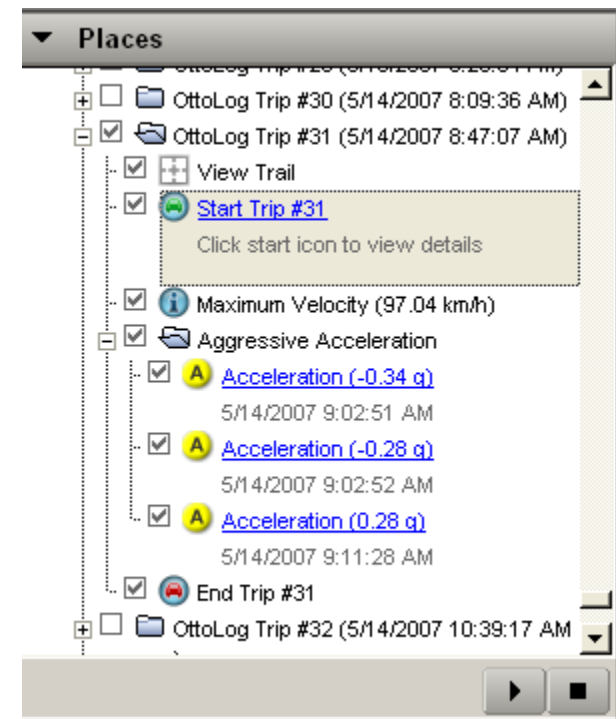 Places
OttoLog Trip #30 (5/14/2007 8:09:36 AM)
OttoLog Trip #31 (5/14/2007 8:47:07 AM)
View Trail
Start Trip #31
Click start icon to view details
Maximum Velocity (97.04 km/h)
Aggressive Acceleration
A Acceleration (-0.34 g)
5/14/2007 9:02:51 AM
A Acceleration (-0.28 g)
5/14/2007 9:02:52 AM
A Acceleration (0.28 g)
5/14/2007 9:11:28 AM
End Trip #31
OttoLog Trip #32 (5/14/2007 10:39:17 AM